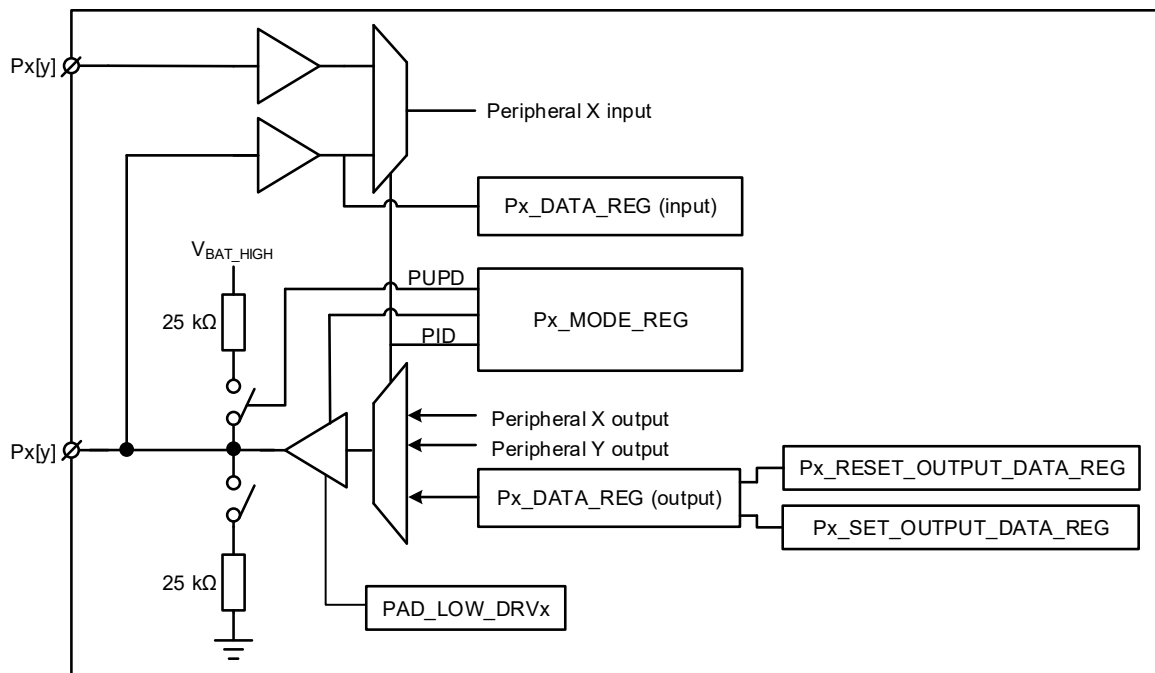 Px[y]
Peripheral X input
Px_DATA_REG (input)
VBAT_HIGH
PUPD
25 kΩ
Px_MODE_REG
PID
Peripheral X output
Px[y]
Peripheral Y output
Px_RESET_OUTPUT_DATA_REG
Px_DATA_REG (output)
Px_SET_OUTPUT_DATA_REG
25 kΩ
PAD_LOW_DRVx